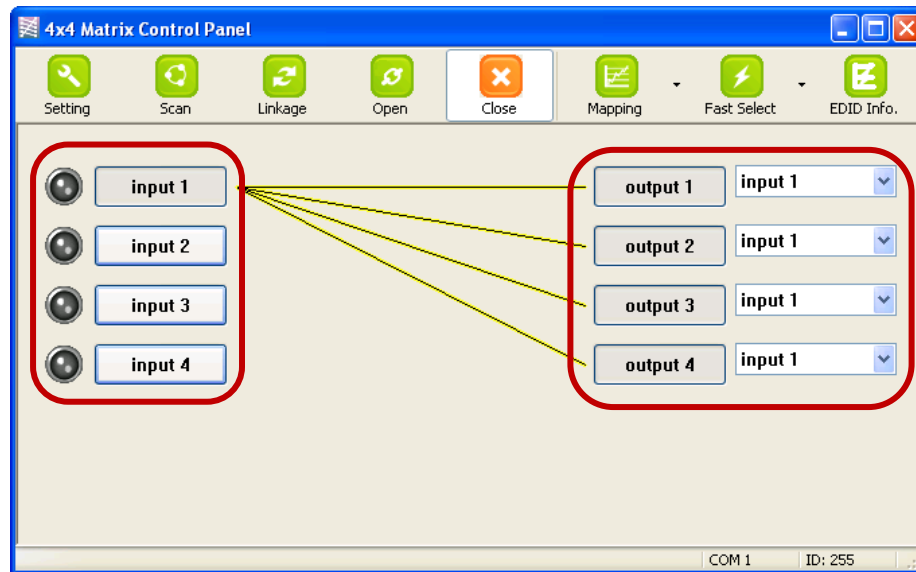 4x4 Matrix Control Panel
Setting Scan Linkage Open Close Mapping Fast Select EDID Info.
input 1 output 1 input 1
input 2 output 2 input 1
input 3 output 3 input 1
input 4 output 4 input 1
COM 1 ID: 255